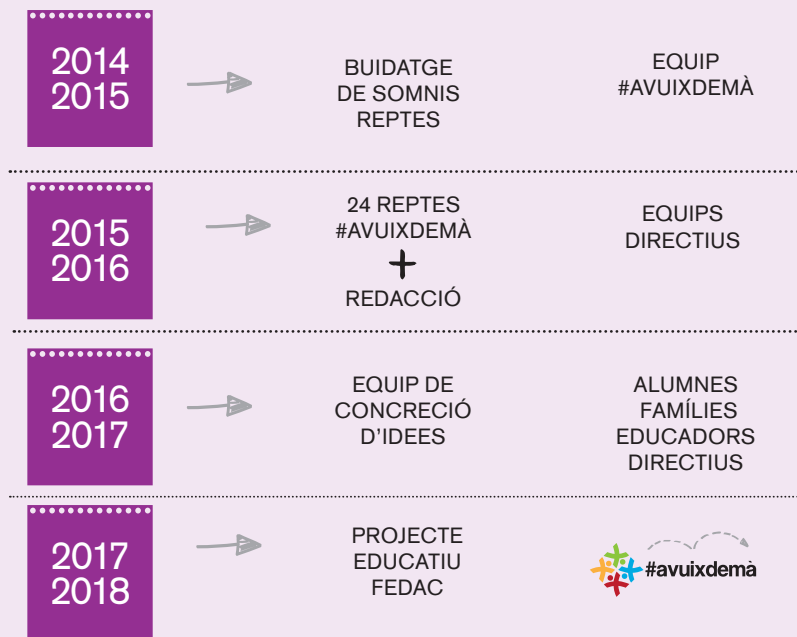 2014
2015
BUIDATGE
DE SOMNIS
REPTES
EQUIP
#AVUIXDEMÀ
2015
2016
24 REPTES
#AVUIXDEMÀ
+
REDACCIÓ
EQUIPS
DIRECTIUS
2016
2017
EQUIP DE
CONCRECIÓ
D'IDEES
ALUMNES
FAMÍLIES
EDUCADORS
DIRECTIUS
2017
2018
PROJECTE
EDUCATIU
FEDAC
#avuixdemà